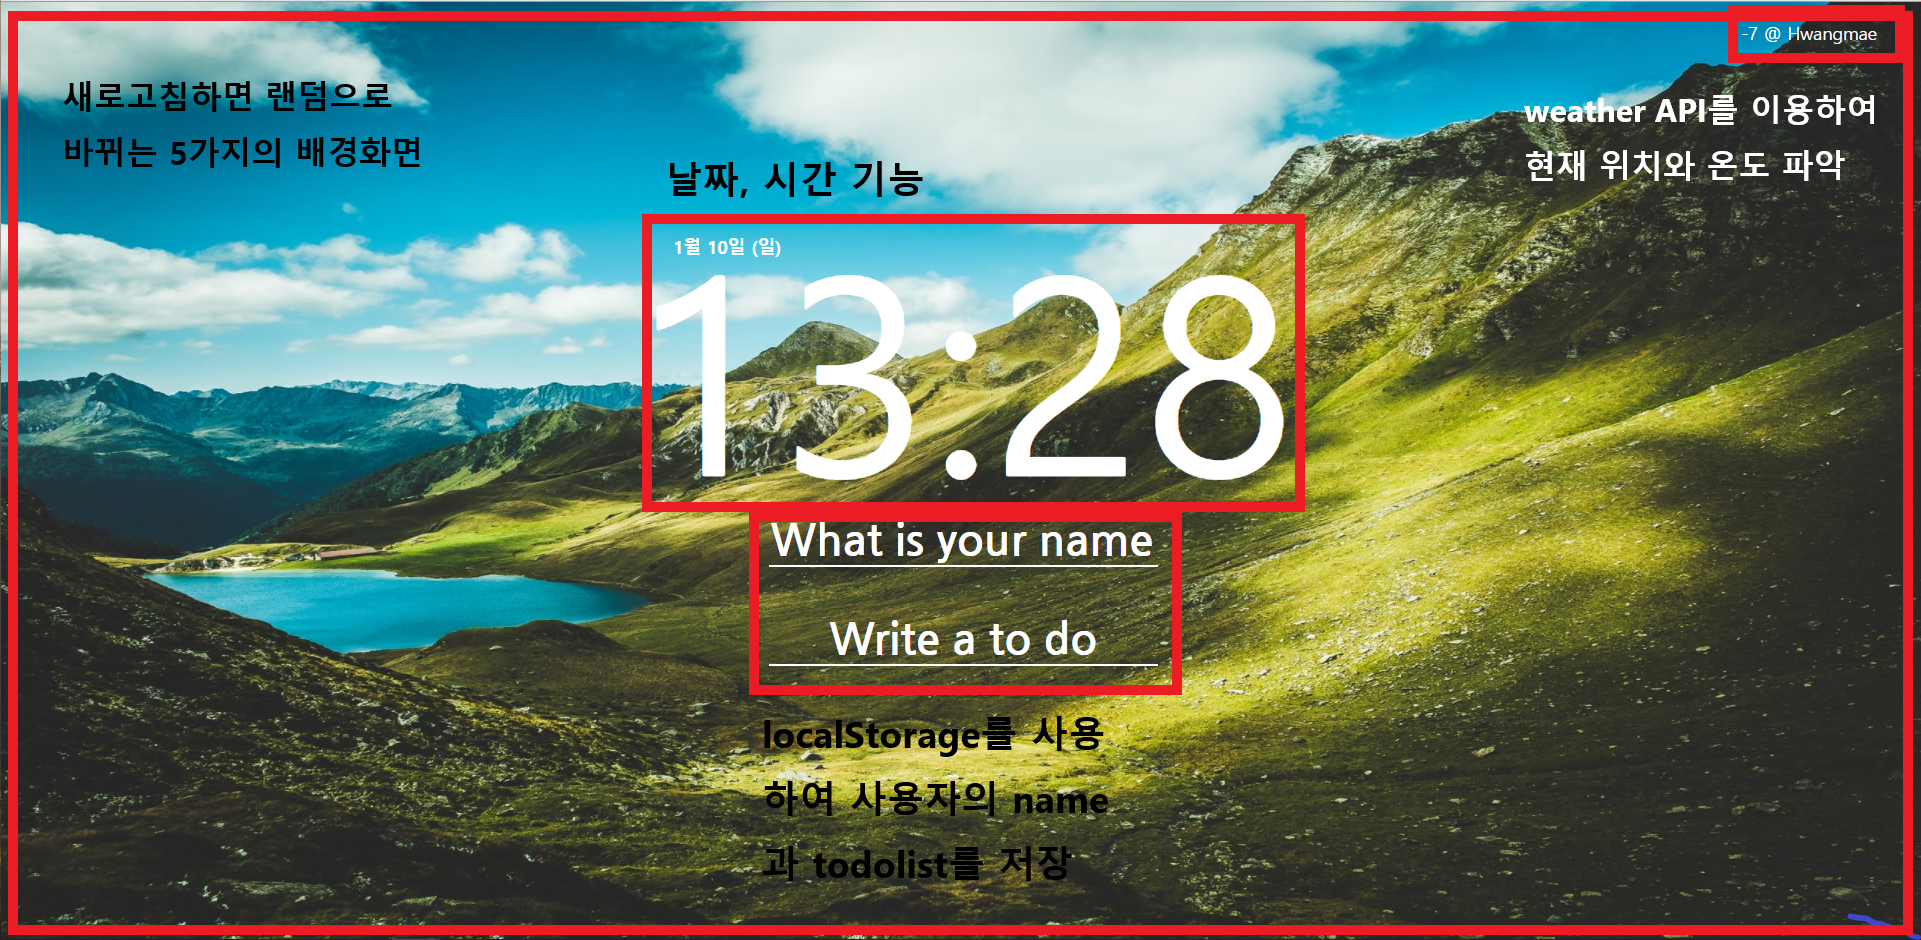 -7 @ Hwangmae
새로고침하면 랜덤으로
바뀌는 5가지의 배경화면
weather API를 이용하여
현재 위치와 온도 파악
날짜, 시간 기능
1월 10일 (일)
13:28
What is your name
Write a to do
localStorage를 사용
하여 사용자의 name
과 todolist를 저장